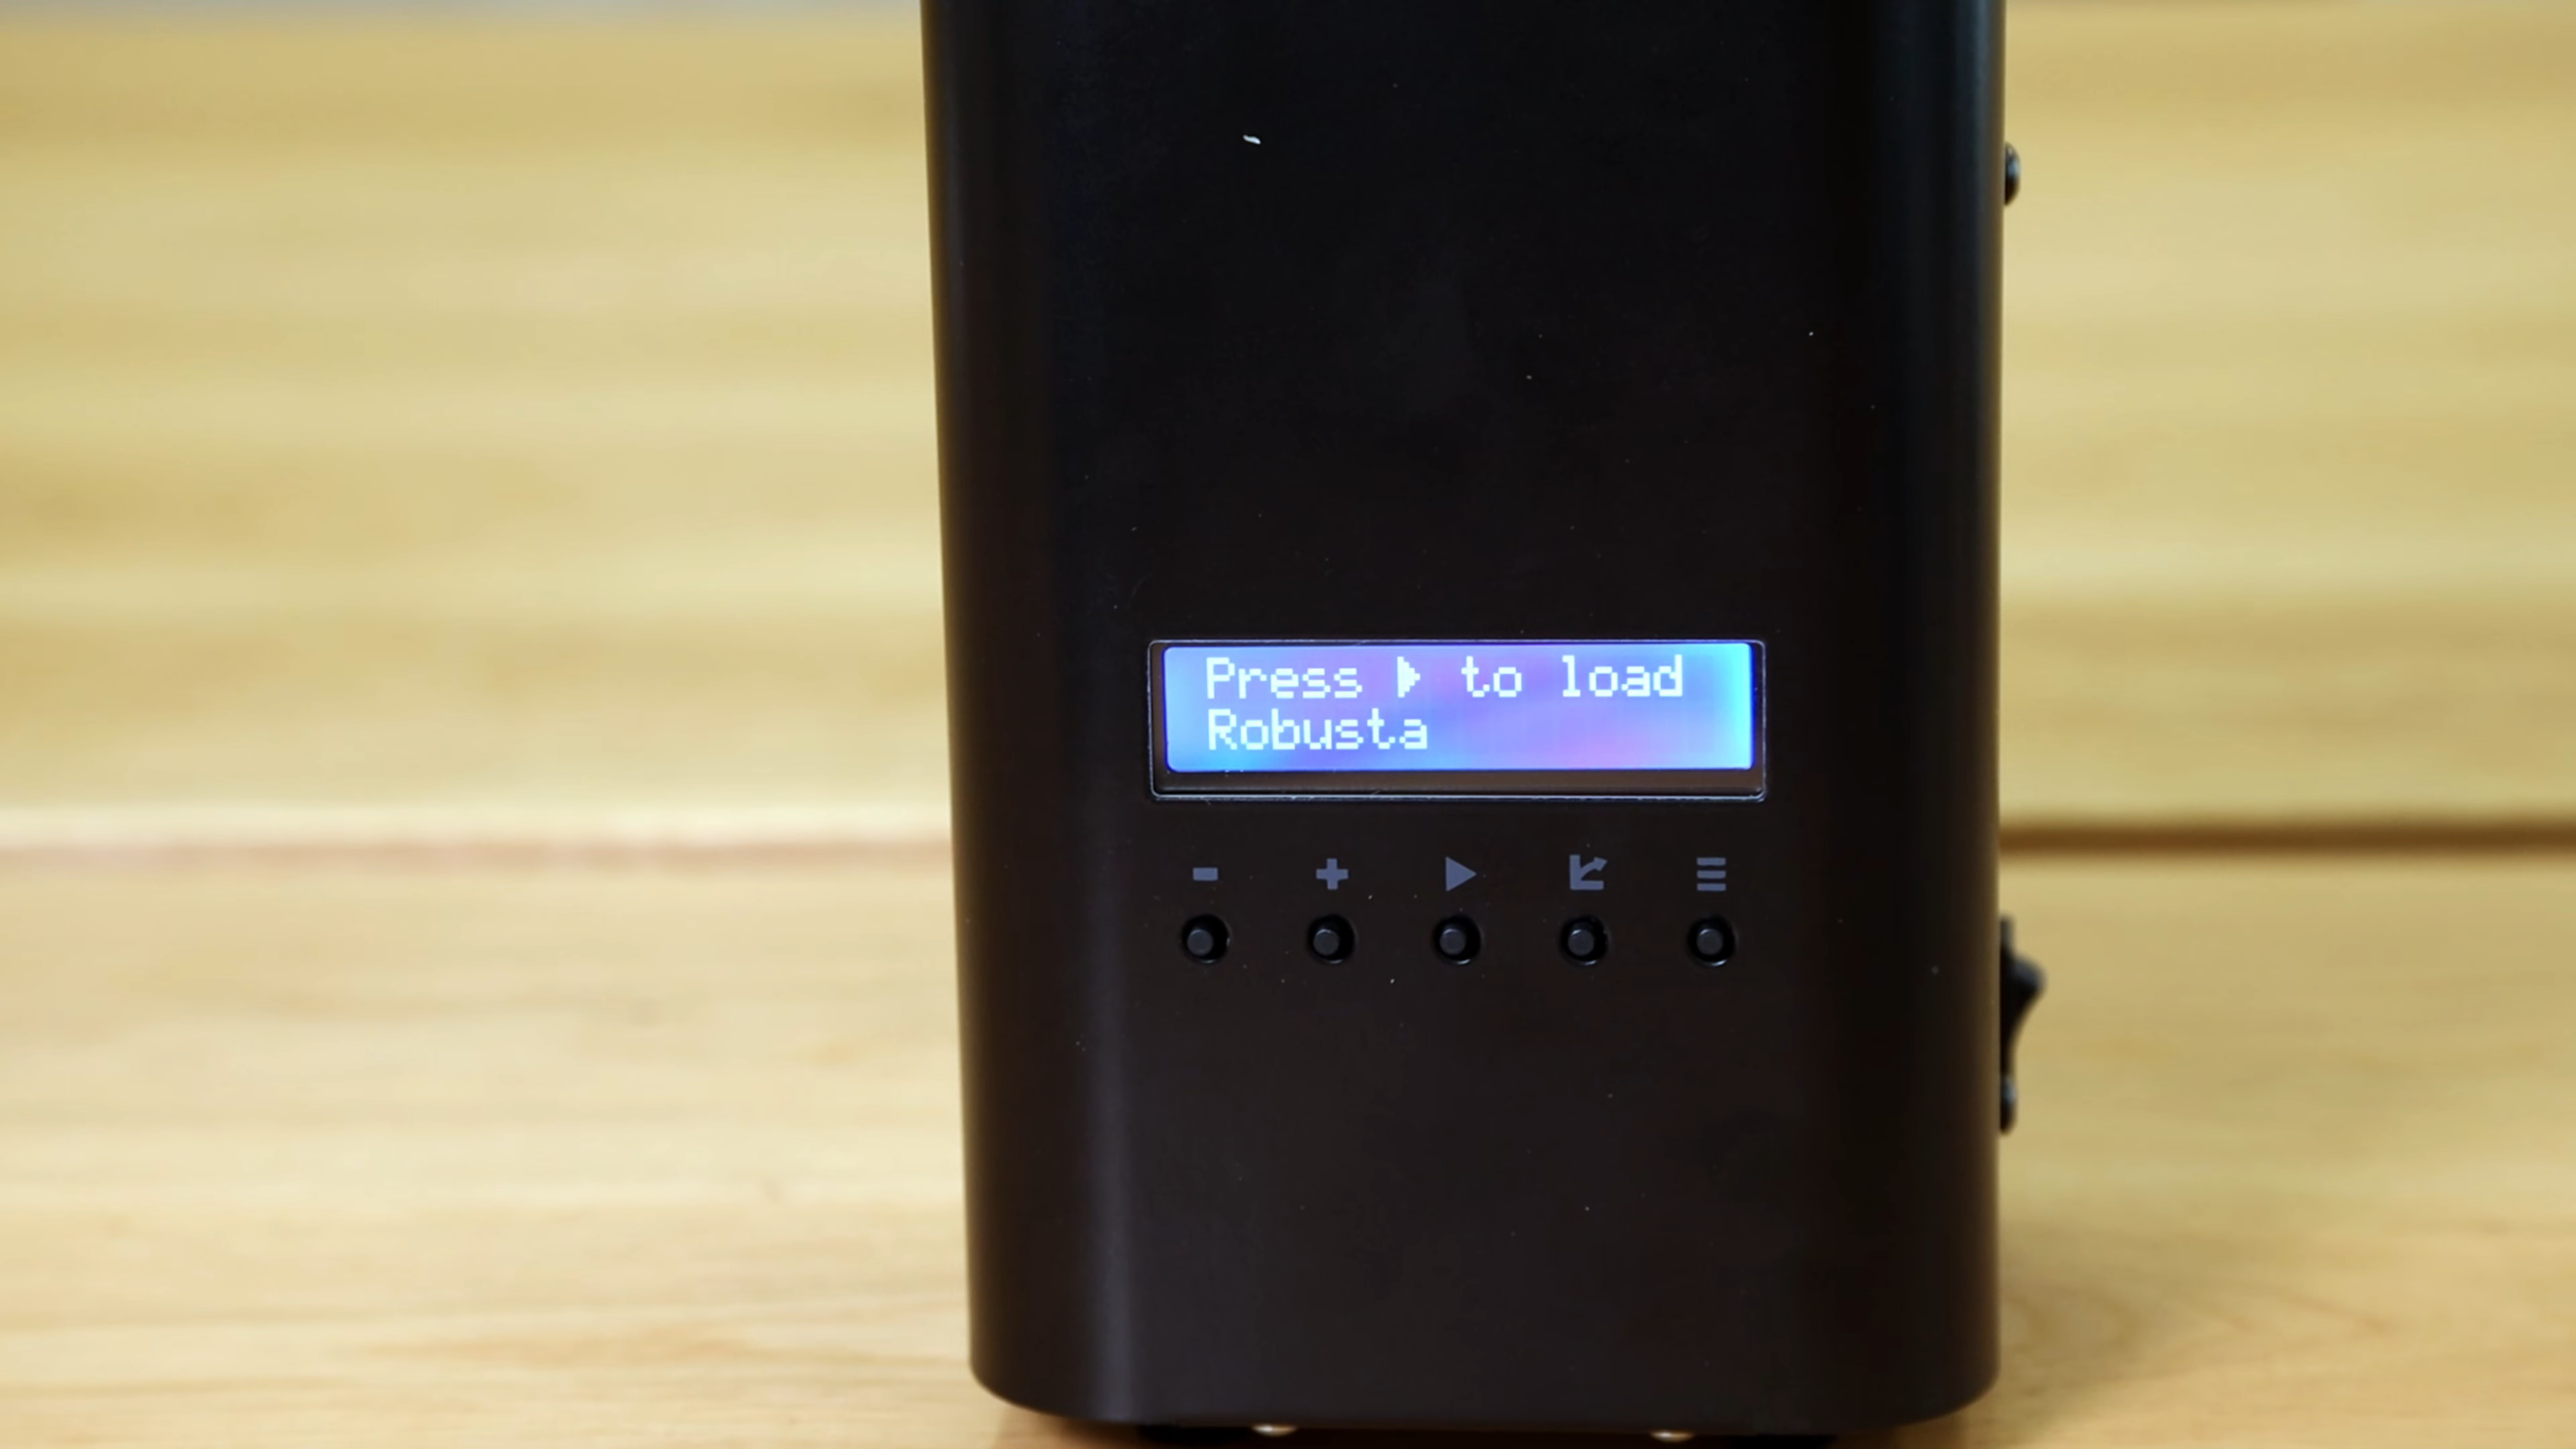 Press ▶ to load
Robusta
- + ▶ ☰